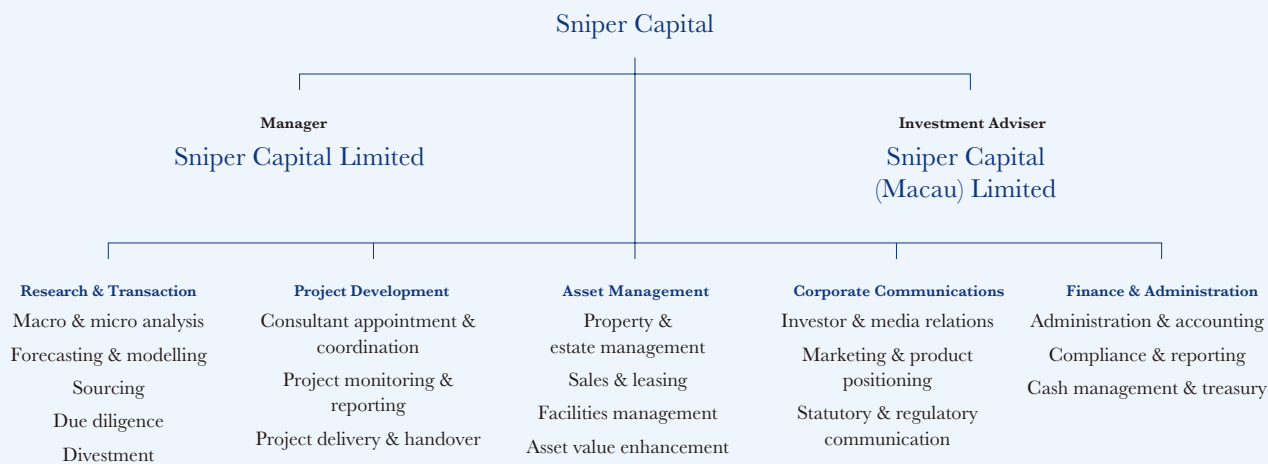 Sniper Capital
Manager
Sniper Capital Limited
Investment Adviser
Sniper Capital
(Macau) Limited
Research & Transaction
Macro & micro analysis
Forecasting & modelling
Sourcing
Due diligence
Divestment
Project Development
Consultant appointment &
coordination
Project monitoring &
reporting
Project delivery & handover
Asset Management
Property &
estate management
Sales & leasing
Facilities management
Asset value enhancement
Corporate Communications
Investor & media relations
Marketing & product
positioning
Statutory & regulatory
communication
Finance & Administration
Administration & accounting
Compliance & reporting
Cash management & treasury